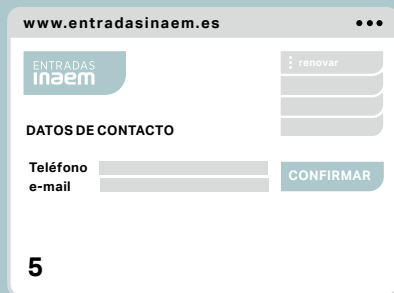 www.entradasinaem.es
ENTRADAS
inaem
renovar
DATOS DE CONTACTO
Teléfono
e-mail
CONFIRMAR
5